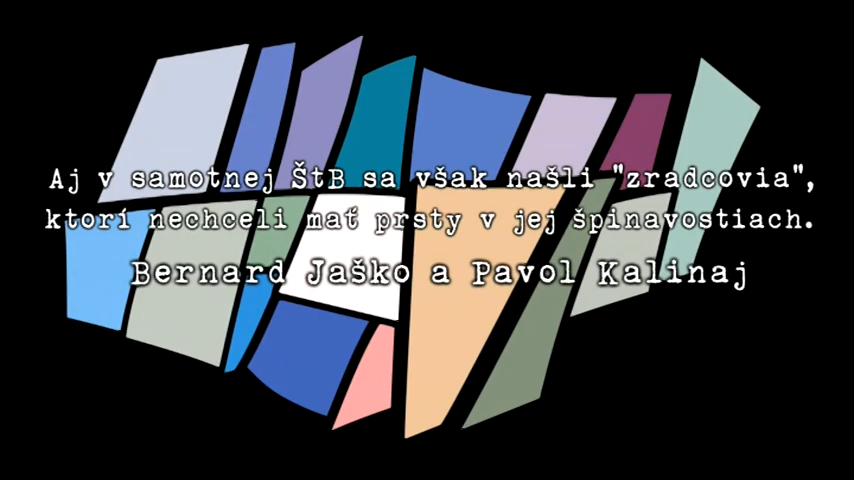 Aj v samotnej ŠtB sa však našli "zradcovia",
ktorí nechceli mať prsty v jej špinavostiach.
Bernard Jaško a Pavol Kalinaj